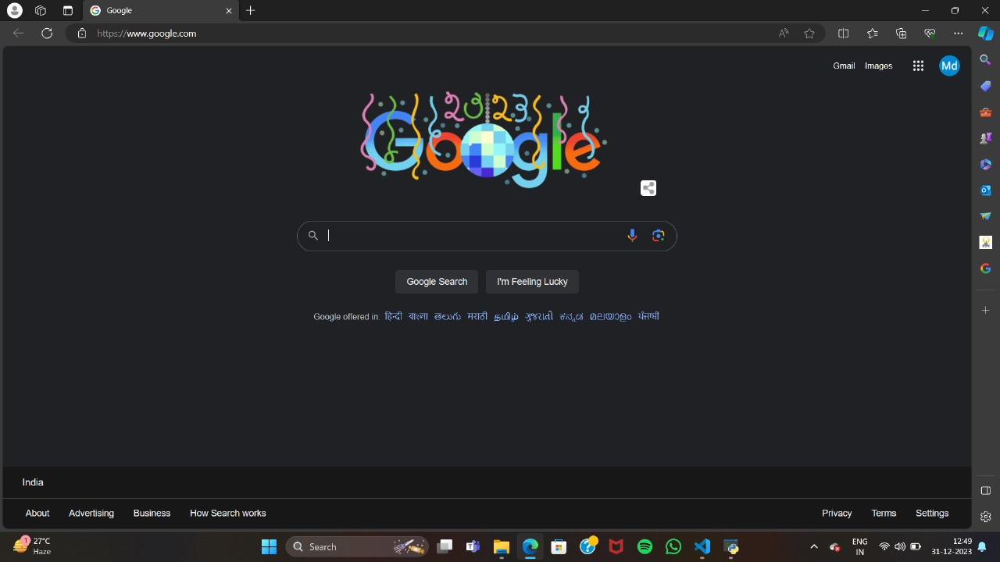 Google
https://www.google.com
Gmail Images Md
Google
Google Search I'm Feeling Lucky
Google offered in: हिन्दी বাংলা తెలుగు मराठी தமிழ் ગુજરાતી ಕನ್ನಡ മലയാളം ਪੰਜਾਬੀ
India
About Advertising Business How Search works Privacy Terms Settings
1 27°C
Haze
Search
ENG
IN
12:49
31-12-2023